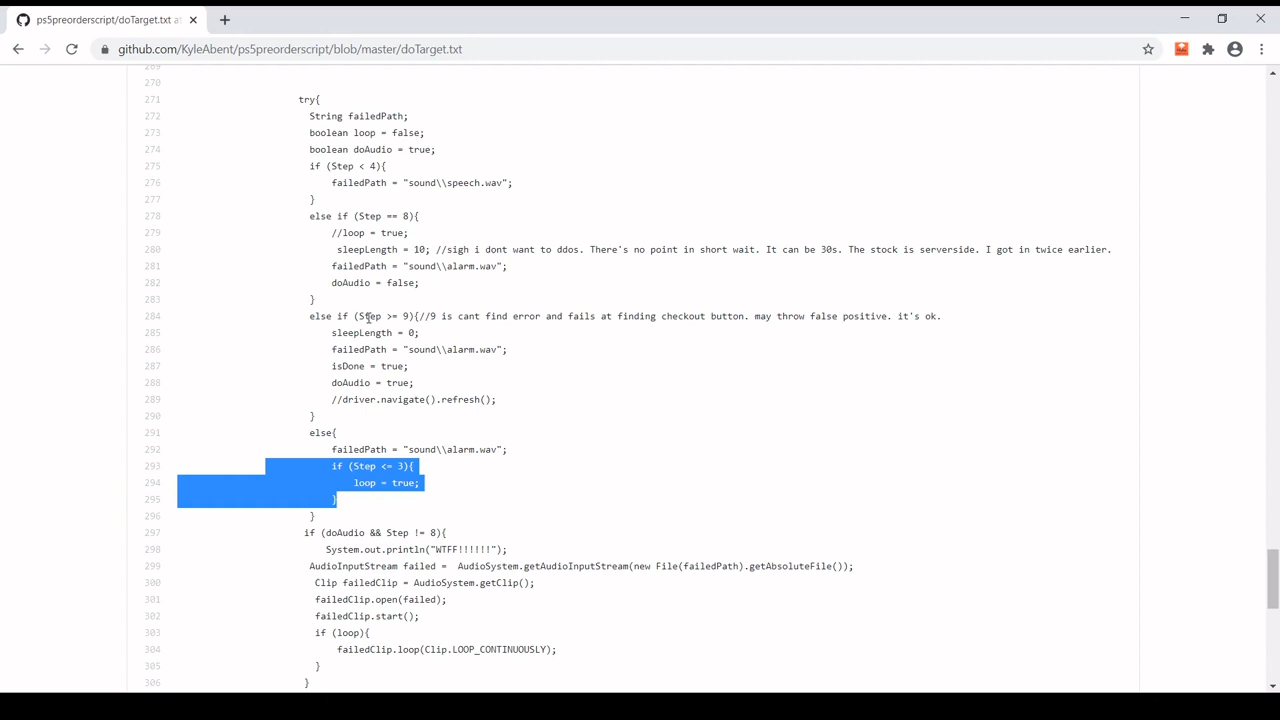 ps5preorderscript/doTarget.txt at
github.com/KyleAbent/ps5preorderscript/blob/master/doTarget.txt
269
270
271 try{
272 String failedPath;
273 boolean loop = false;
274 boolean doAudio = true;
275 if (Step < 4){
276 failedPath = "sound\\speech.wav";
277 }
278 else if (Step == 8){
279 //loop = true;
280 sleepLength = 10; //sigh i dont want to ddos. There's no point in short wait. It can be 30s. The stock is serverside. I got in twice earlier.
281 failedPath = "sound\\alarm.wav";
282 doAudio = false;
283 }
284 else if (Step >= 9){//9 is cant find error and fails at finding checkout button. may throw false positive. it's ok.
285 sleepLength = 0;
286 failedPath = "sound\\alarm.wav";
287 isDone = true;
288 doAudio = true;
289 //driver.navigate().refresh();
290 }
291 else{
292 failedPath = "sound\\alarm.wav";
293 if (Step <= 3){
294 loop = true;
295 }
296 }
297 if (doAudio && Step != 8){
298 System.out.println("WTFF!!!!!!");
299 AudioInputStream failed =  AudioSystem.getAudioInputStream(new File(failedPath).getAbsoluteFile());
300 Clip failedClip = AudioSystem.getClip();
301 failedClip.open(failed);
302 failedClip.start();
303 if (loop){
304 failedClip.loop(Clip.LOOP_CONTINUOUSLY);
305 }
306 }